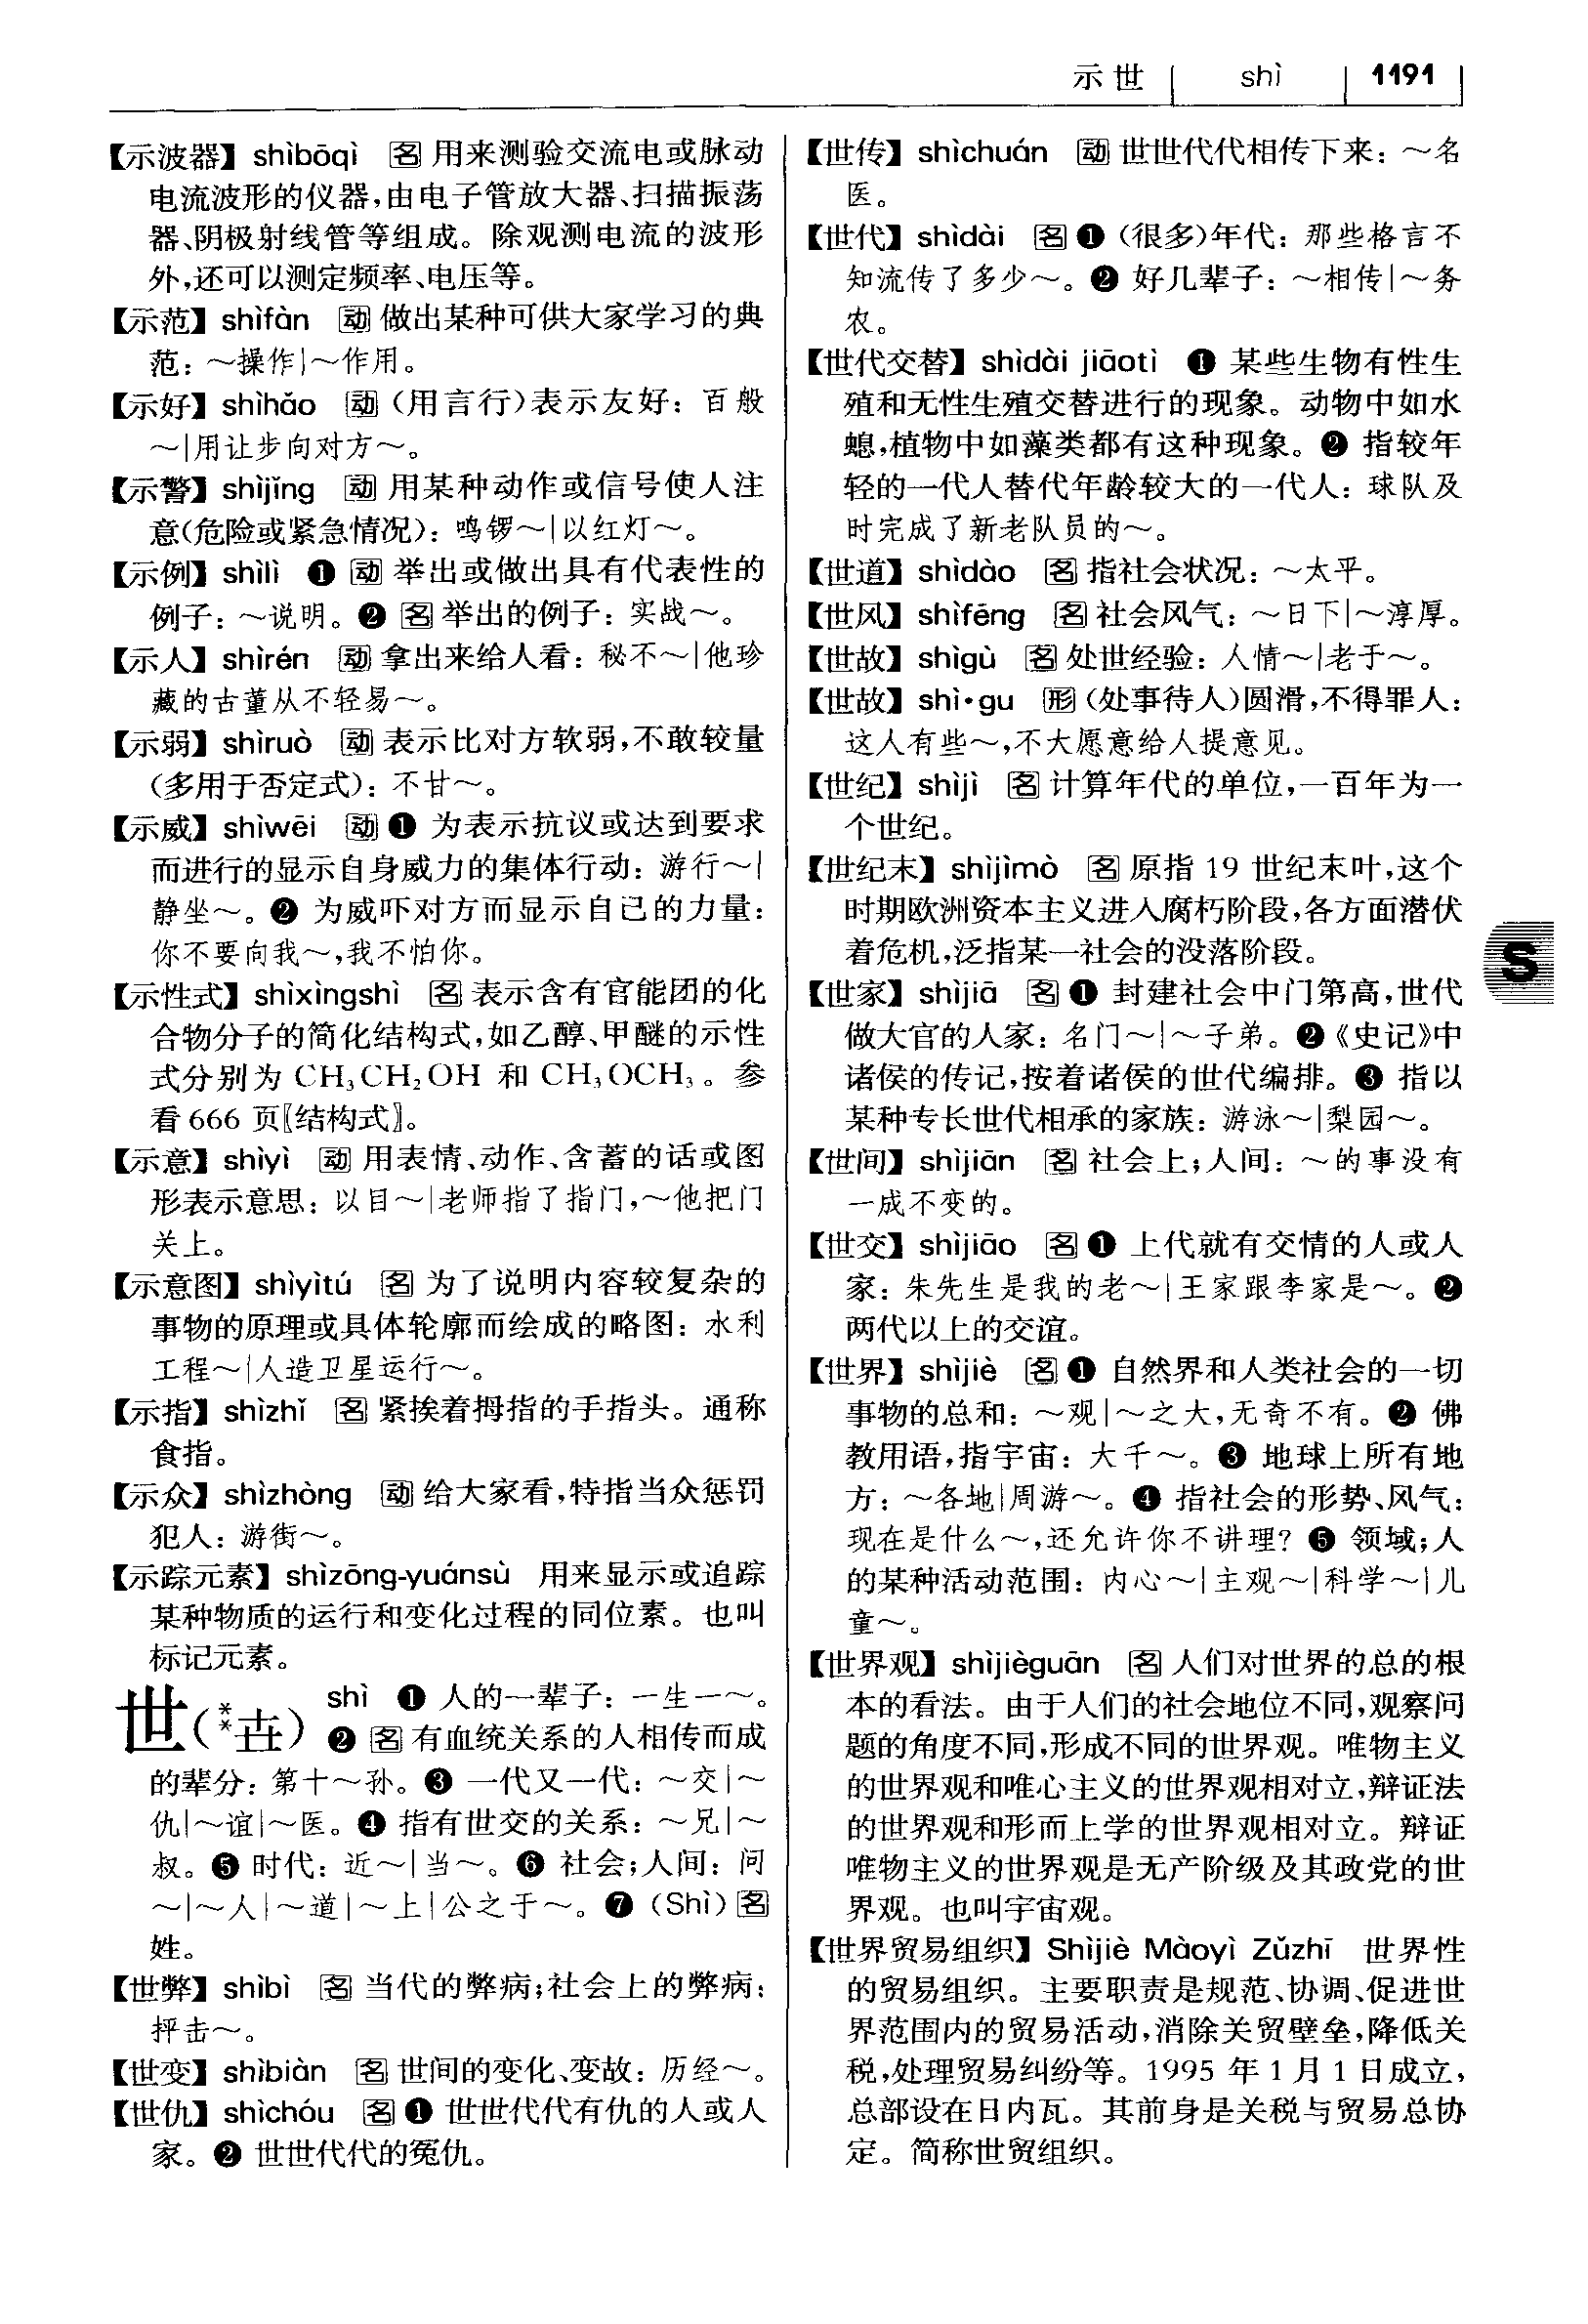 示世 shì 1191
【示波器】 shìbōqì 名 用来测验交流电或脉动
电流波形的仪器,由电子管放大器、扫描振荡
器、阴极射线管等组成。除观测电流的波形
外,还可以测定频率、电压等。
【示范】 shìfàn 动 做出某种可供大家学习的典
范：～操作|～作用。
【示好】 shìhǎo 动 (用言行)表示友好：百般
～|用让步向对方～。
【示警】 shìjǐng 动 用某种动作或信号使人注
意(危险或紧急情况)：鸣锣～|以红灯～。
【示例】 shìlì ❶ 动 举出或做出具有代表性的
例子：～说明。❷ 名 举出的例子：实战～。
【示人】 shìrén 动 拿出来给人看：秘不～|他珍
藏的古董从不轻易～。
【示弱】 shìruò 动 表示比对方软弱,不敢较量
(多用于否定式)：不甘～。
【示威】 shìwēi 动 ❶ 为表示抗议或达到要求
而进行的显示自身威力的集体行动：游行～|
静坐～。❷ 为威吓对方而显示自己的力量：
你不要向我～,我不怕你。
【示性式】 shìxìngshì 名 表示含有官能团的化
合物分子的简化结构式,如乙醇、甲醚的示性
式分别为 CH₃CH₂OH 和 CH₃OCH₃。参
看 666 页〖结构式〗。
【示意】 shìyì 动 用表情、动作、含蓄的话或图
形表示意思：以目～|老师指了指门,～他把门
关上。
【示意图】 shìyìtú 名 为了说明内容较复杂的
事物的原理或具体轮廓而绘成的略图：水利
工程～|人造卫星运行～。
【示指】 shìzhǐ 名 紧挨着拇指的手指头。通称
食指。
【示众】 shìzhòng 动 给大家看,特指当众惩罚
犯人：游街～。
【示踪元素】 shìzōng-yuánsù 用来显示或追踪
某种物质的运行和变化过程的同位素。也叫
标记元素。
世(**卋) shì ❶ 人的一辈子：一生一～。
❷ 名 有血统关系的人相传而成
的辈分：第十～孙。❸ 一代又一代：～交|～
仇|～谊|～医。❹ 指有世交的关系：～兄|～
叔。❺ 时代：近～|当～。❻ 社会;人间：问
～|～人|～道|～上|公之于～。❼ (Shì) 名
姓。
【世弊】 shìbì 名 当代的弊病;社会上的弊病：
抨击～。
【世变】 shìbiàn 名 世间的变化、变故：历经～。
【世仇】 shìchóu 名 ❶ 世世代代有仇的人或人
家。❷ 世世代代的冤仇。
【世传】 shìchuán 动 世世代代相传下来：～名
医。
【世代】 shìdài 名 ❶ (很多)年代：那些格言不
知流传了多少～。❷ 好几辈子：～相传|～务
农。
【世代交替】 shìdài jiāotì ❶ 某些生物有性生
殖和无性生殖交替进行的现象。动物中如水
螅,植物中如藻类都有这种现象。❷ 指较年
轻的一代人替代年龄较大的一代人：球队及
时完成了新老队员的～。
【世道】 shìdào 名 指社会状况：～太平。
【世风】 shìfēng 名 社会风气：～日下|～淳厚。
【世故】 shìgù 名 处世经验：人情～|老于～。
【世故】 shì•gu 形 (处事待人)圆滑,不得罪人：
这人有些～,不大愿意给人提意见。
【世纪】 shìjì 名 计算年代的单位,一百年为一
个世纪。
【世纪末】 shìjìmò 名 原指 19 世纪末叶,这个
时期欧洲资本主义进入腐朽阶段,各方面潜伏
着危机,泛指某一社会的没落阶段。
【世家】 shìjiā 名 ❶ 封建社会中门第高,世代
做大官的人家：名门～|～子弟。❷《史记》中
诸侯的传记,按着诸侯的世代编排。❸ 指以
某种专长世代相承的家族：游泳～|梨园～。
【世间】 shìjiān 名 社会上;人间：～的事没有
一成不变的。
【世交】 shìjiāo 名 ❶ 上代就有交情的人或人
家：朱先生是我的老～|王家跟李家是～。❷
两代以上的交谊。
【世界】 shìjiè 名 ❶ 自然界和人类社会的一切
事物的总和：～观|～之大,无奇不有。❷ 佛
教用语,指宇宙：大千～。❸ 地球上所有地
方：～各地|周游～。❹ 指社会的形势、风气：
现在是什么～,还允许你不讲理? ❺ 领域;人
的某种活动范围：内心～|主观～|科学～|儿
童～。
【世界观】 shìjièguān 名 人们对世界的总的根
本的看法。由于人们的社会地位不同,观察问
题的角度不同,形成不同的世界观。唯物主义
的世界观和唯心主义的世界观相对立,辩证法
的世界观和形而上学的世界观相对立。辩证
唯物主义的世界观是无产阶级及其政党的世
界观。也叫宇宙观。
【世界贸易组织】 Shìjiè Màoyì Zǔzhī 世界性
的贸易组织。主要职责是规范、协调、促进世
界范围内的贸易活动,消除关贸壁垒,降低关
税,处理贸易纠纷等。1995 年 1 月 1 日成立,
总部设在日内瓦。其前身是关税与贸易总协
定。简称世贸组织。
S